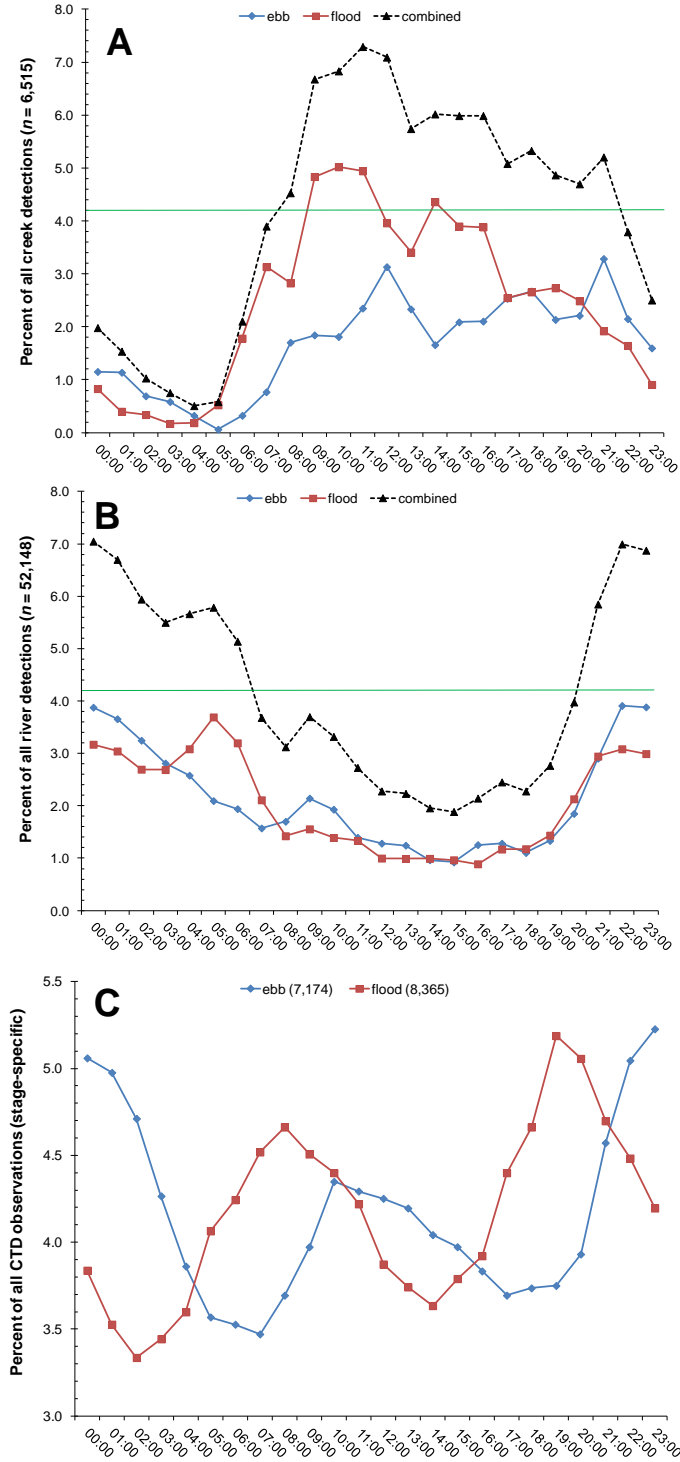 ebb flood combined
A
8.0
7.0
6.0
5.0
4.0
3.0
2.0
1.0
0.0
Percent of all creek detections (n = 6,515)
00:00 01:00 02:00 03:00 04:00 05:00 06:00 07:00 08:00 09:00 10:00 11:00 12:00 13:00 14:00 15:00 16:00 17:00 18:00 19:00 20:00 21:00 22:00 23:00
ebb flood combined
B
8.0
7.0
6.0
5.0
4.0
3.0
2.0
1.0
0.0
Percent of all river detections (n = 52,148)
00:00 01:00 02:00 03:00 04:00 05:00 06:00 07:00 08:00 09:00 10:00 11:00 12:00 13:00 14:00 15:00 16:00 17:00 18:00 19:00 20:00 21:00 22:00 23:00
ebb (7,174) flood (8,365)
C
5.5
5.0
4.5
4.0
3.5
3.0
Percent of all CTD observations (stage-specific)
00:00 01:00 02:00 03:00 04:00 05:00 06:00 07:00 08:00 09:00 10:00 11:00 12:00 13:00 14:00 15:00 16:00 17:00 18:00 19:00 20:00 21:00 22:00 23:00